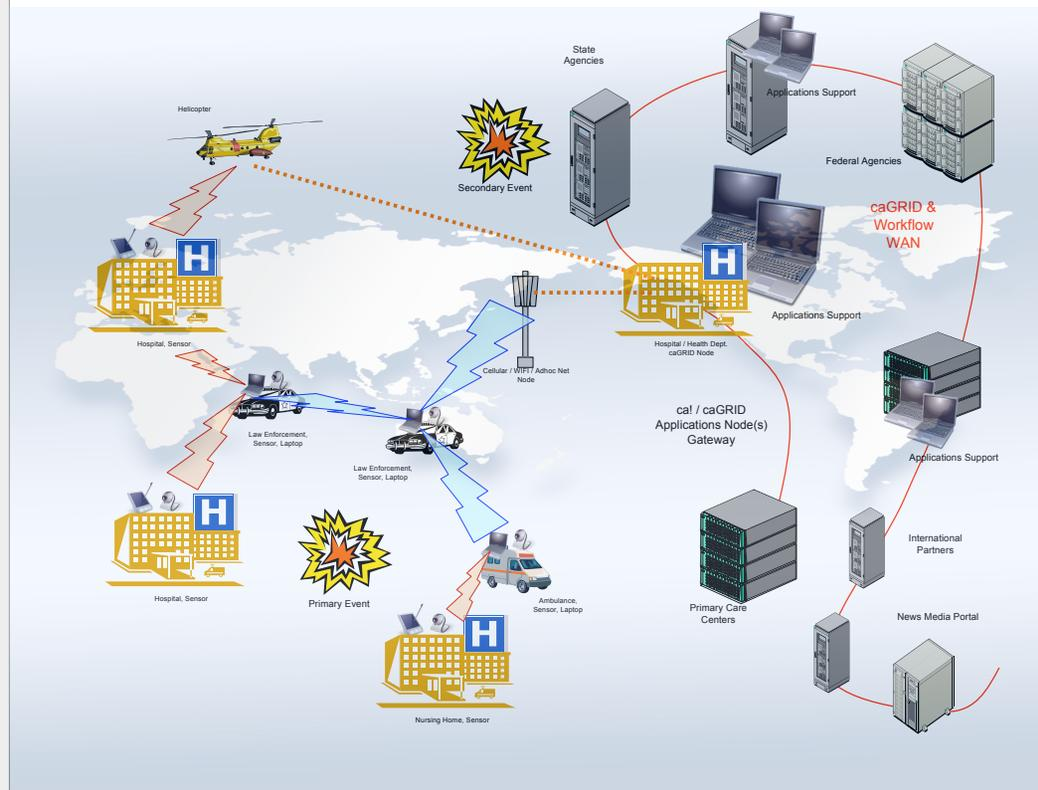 State
Agencies
Applications Support
Helicopter
Federal Agencies
Secondary Event
caGRID &
Workflow
WAN
H
H
Applications Support
Hospital, Sensor
Hospital / Health Dept.
caGRID Node
Cellular / WIFI / Adhoc Net
Node
ca! / caGRID
Applications Node(s)
Gateway
Law Enforcement,
Sensor, Laptop
Law Enforcement,
Sensor, Laptop
Applications Support
H
International
Partners
Hospital, Sensor
Primary Event
Ambulance,
Sensor, Laptop
Primary Care
Centers
News Media Portal
H
Nursing Home, Sensor